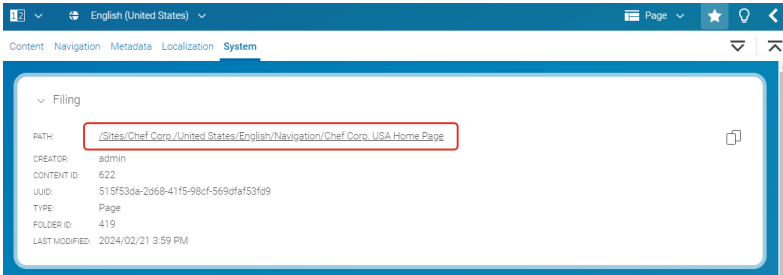 12 English (United States) Page
Content Navigation Metadata Localization System
Filing
PATH: /Sites/Chef Corp./United States/English/Navigation/Chef Corp. USA Home Page
CREATOR: admin
CONTENT ID: 622
UUID: 515f53da-2d68-41f5-98cf-569dfaf53fd9
TYPE: Page
FOLDER ID: 419
LAST MODIFIED: 2024/02/21 3:59 PM